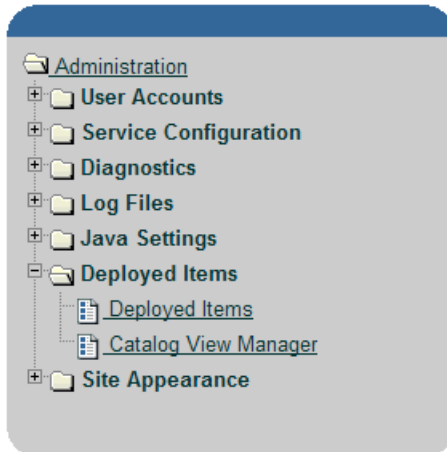 Administration
User Accounts
Service Configuration
Diagnostics
Log Files
Java Settings
Deployed Items
Deployed Items
Catalog View Manager
Site Appearance